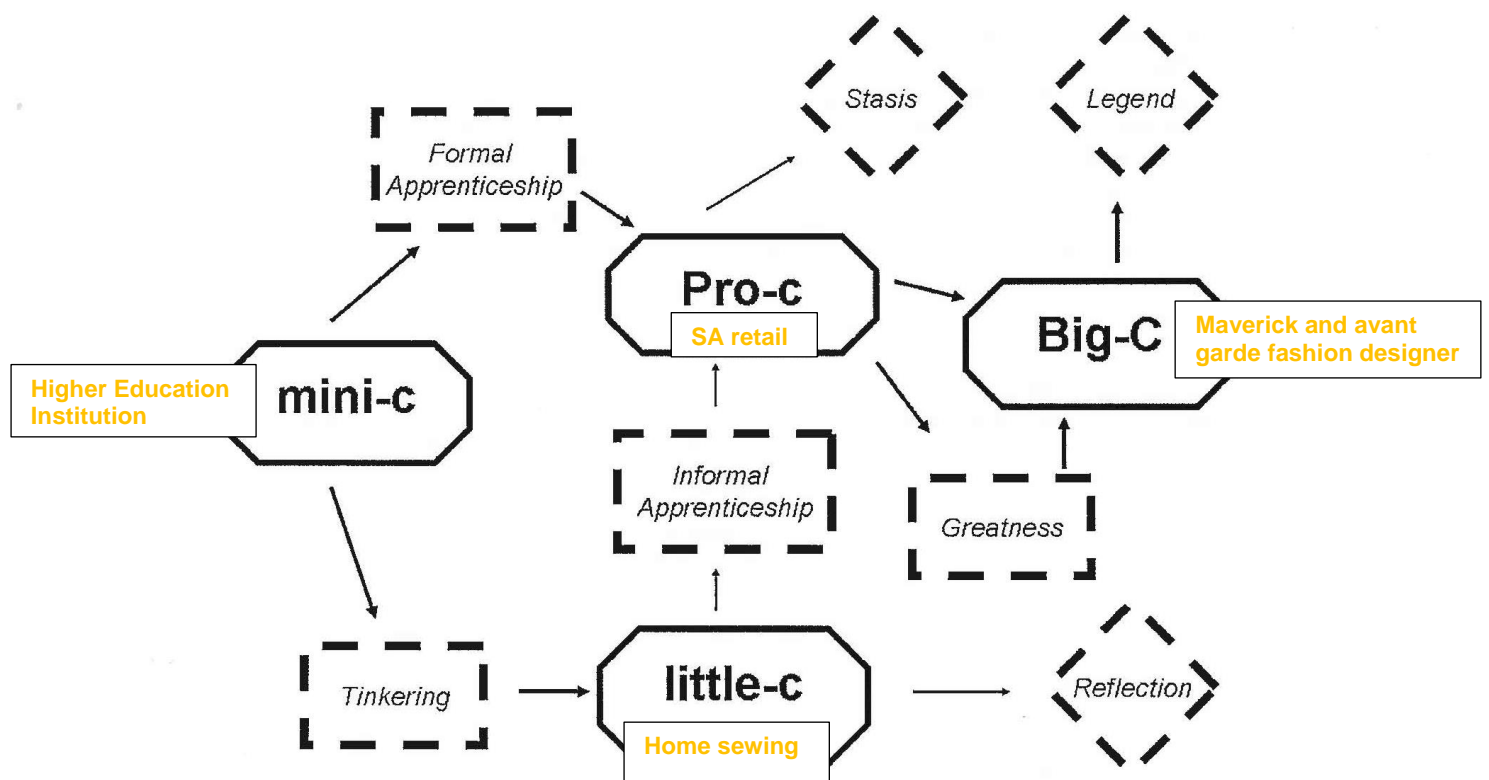 Stasis
Legend
Formal
Apprenticeship
Pro-c
SA retail
Big-C
Maverick and avant
garde fashion designer
Higher Education
Institution
mini-c
Informal
Apprenticeship
Greatness
Tinkering
little-c
Home sewing
Reflection